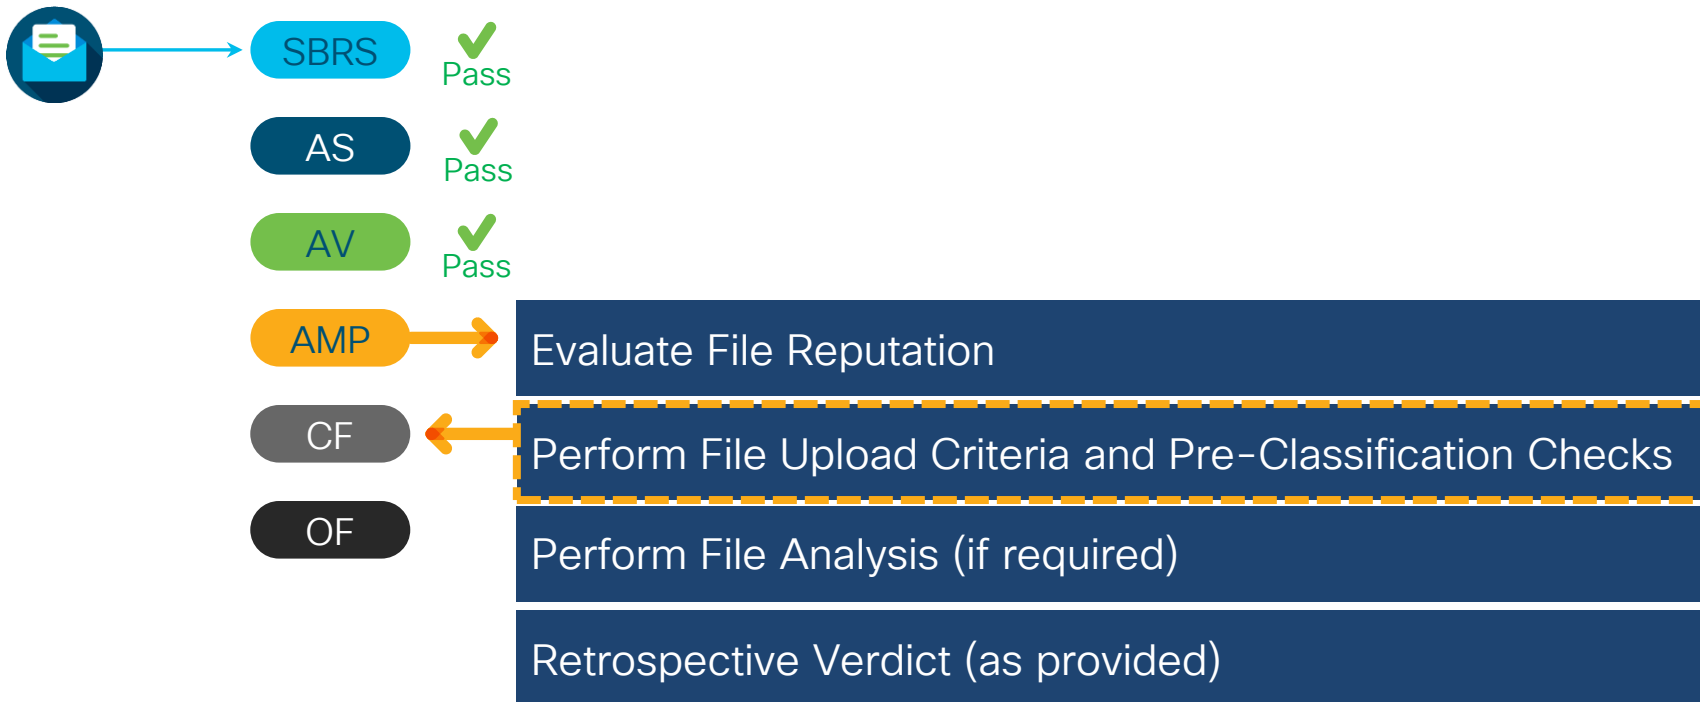 SBRS
Pass
AS
Pass
AV
Pass
AMP
Evaluate File Reputation
CF
Perform File Upload Criteria and Pre-Classification Checks
OF
Perform File Analysis (if required)
Retrospective Verdict (as provided)